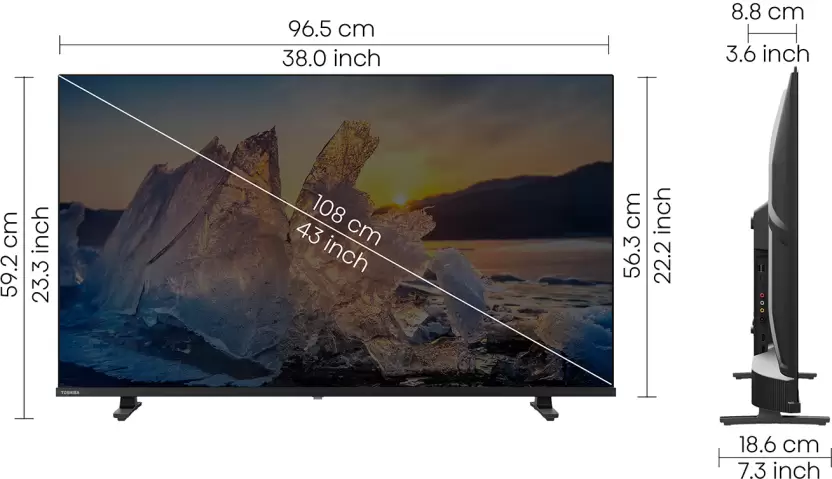 96.5 cm
38.0 inch
8.8 cm
3.6 inch
59.2 cm
23.3 inch
108 cm
43 inch
56.3 cm
22.2 inch
TOSHIBA
18.6 cm
7.3 inch